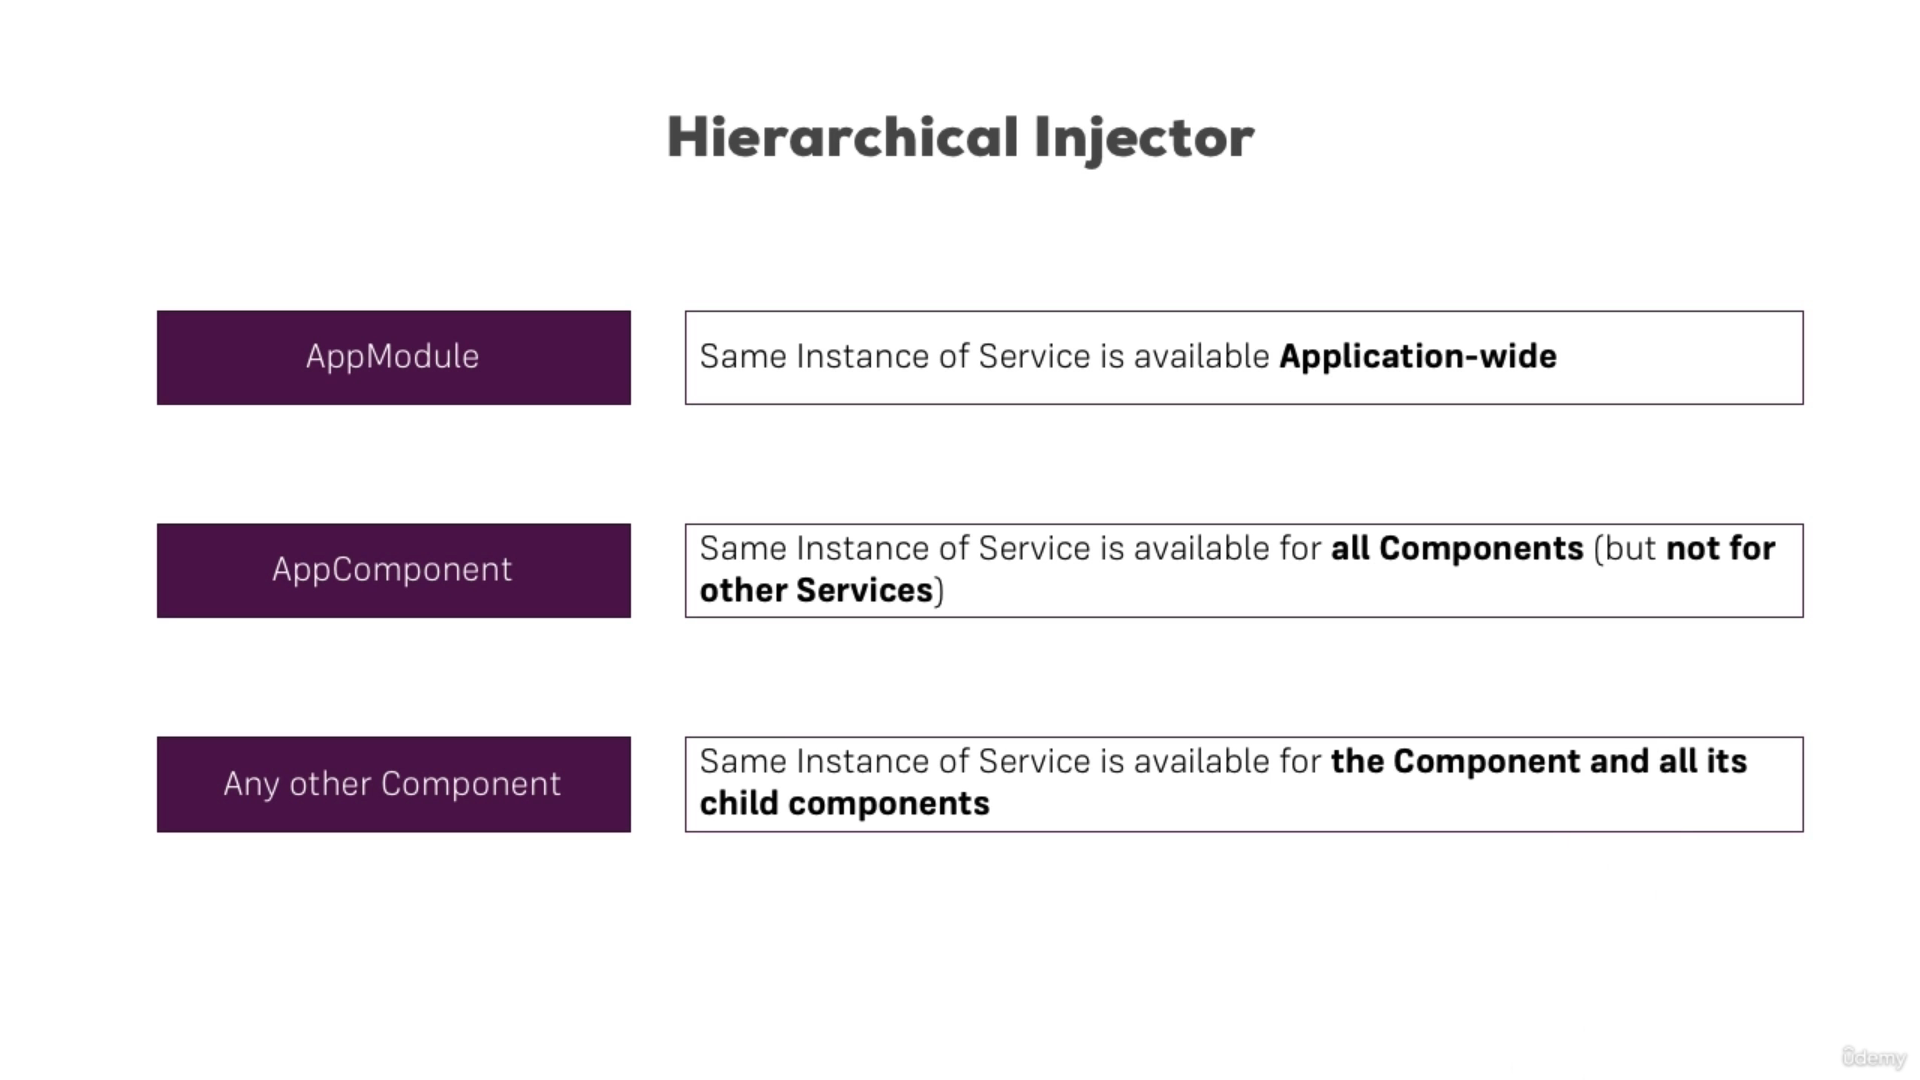 Hierarchical Injector
AppModule
Same Instance of Service is available Application-wide
AppComponent
Same Instance of Service is available for all Components (but not for
other Services)
Any other Component
Same Instance of Service is available for the Component and all its
child components
ûdemy